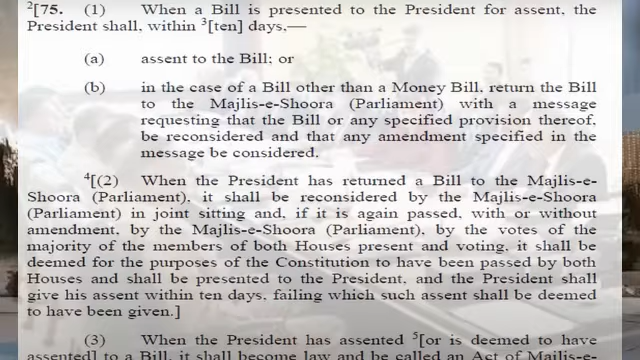 ²[75. (1) When a Bill is presented to the President for assent, the
President shall, within ³[ten] days,—
(a) assent to the Bill; or
(b) in the case of a Bill other than a Money Bill, return the Bill
to the Majlis-e-Shoora (Parliament) with a message
requesting that the Bill or any specified provision thereof,
be reconsidered and that any amendment specified in the
message be considered.
⁴[(2) When the President has returned a Bill to the Majlis-e-
Shoora (Parliament), it shall be reconsidered by the Majlis-e-Shoora
(Parliament) in joint sitting and, if it is again passed, with or without
amendment, by the Majlis-e-Shoora (Parliament), by the votes of the
majority of the members of both Houses present and voting, it shall be
deemed for the purposes of the Constitution to have been passed by both
Houses and shall be presented to the President, and the President shall
give his assent within ten days, failing which such assent shall be deemed
to have been given.]
(3) When the President has assented ⁵[or is deemed to have
assented] to a Bill, it shall become law and be called an Act of Majlis-e-